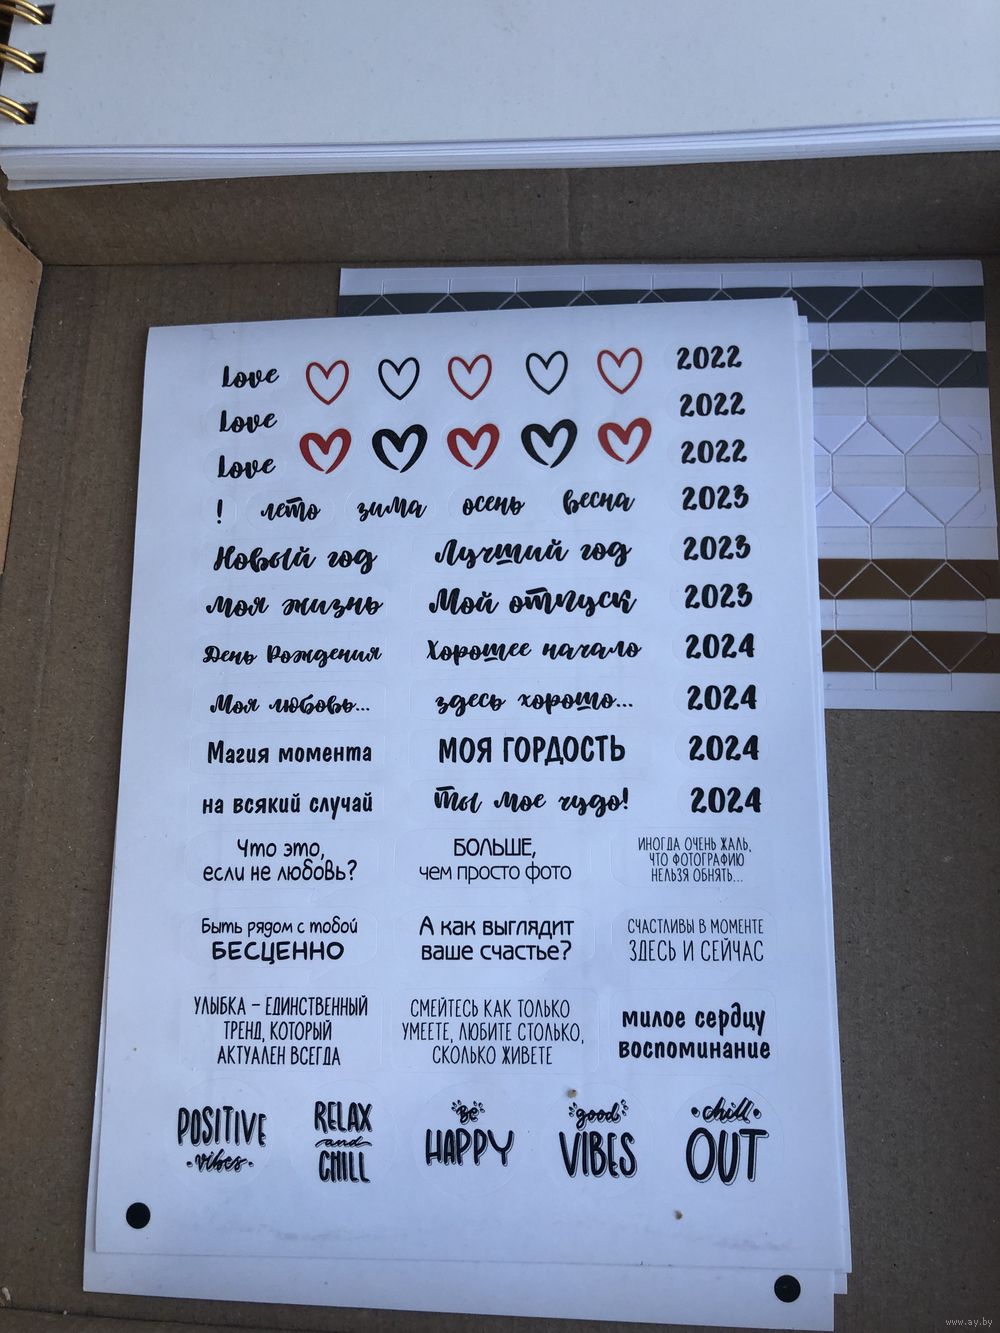 Love
2022
Love
2022
Love
2022
! лето зима осень весна
2023
Новый год
Лучший год
2023
Моя жизнь
Мой отпуск
2023
День Рождения
Хорошее начало
2024
Моя любовь...
здесь хорошо...
2024
Магия момента
МОЯ ГОРДОСТЬ
2024
на всякий случай
Ты мое чудо!
2024
Что это,
если не любовь?
БОЛЬШЕ,
чем просто фото
ИНОГДА ОЧЕНЬ ЖАЛЬ,
ЧТО ФОТОГРАФИЮ
НЕЛЬЗЯ ОБНЯТЬ...
Быть рядом с тобой
БЕСЦЕННО
А как выглядит
ваше счастье?
СЧАСТЛИВЫ В МОМЕНТЕ
ЗДЕСЬ И СЕЙЧАС
УЛЫБКА – ЕДИНСТВЕННЫЙ
ТРЕНД, КОТОРЫЙ
АКТУАЛЕН ВСЕГДА
СМЕЙТЕСЬ КАК ТОЛЬКО
УМЕЕТЕ, ЛЮБИТЕ СТОЛЬКО,
СКОЛЬКО ЖИВЕТЕ
милое сердцу
воспоминание
POSITIVE
vibes
RELAX
and
CHILL
Be
HAPPY
good
VIBES
chill
OUT
www.ay.by